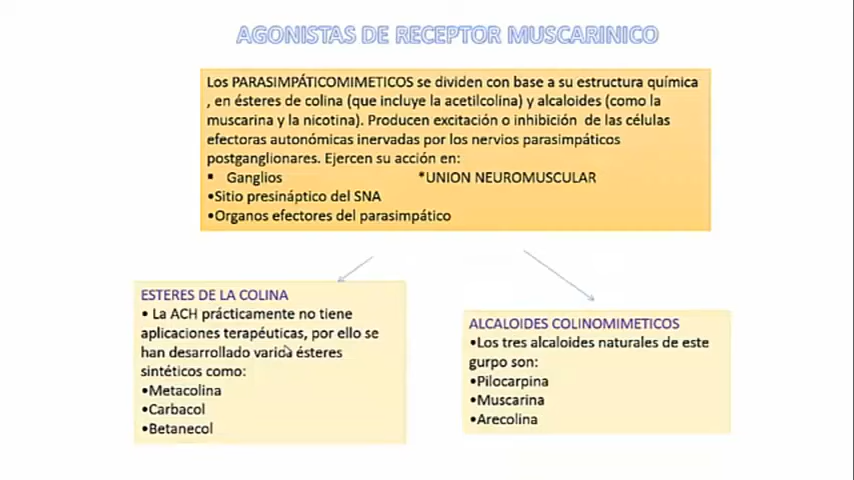 AGONISTAS DE RECEPTOR MUSCARINICO
Los PARASIMPÁTICOMIMETICOS se dividen con base a su estructura química
, en ésteres de colina (que incluye la acetilcolina) y alcaloides (como la
muscarina y la nicotina). Producen excitación o inhibición de las células
efectoras autonómicas inervadas por los nervios parasimpáticos
postganglionares. Ejercen su acción en:
▪ Ganglios *UNION NEUROMUSCULAR
•Sitio presináptico del SNA
•Organos efectores del parasimpático
ESTERES DE LA COLINA
• La ACH prácticamente no tiene
aplicaciones terapéuticas, por ello se
han desarrollado varios ésteres
sintéticos como:
•Metacolina
•Carbacol
•Betanecol
ALCALOIDES COLINOMIMETICOS
•Los tres alcaloides naturales de este
gurpo son:
•Pilocarpina
•Muscarina
•Arecolina